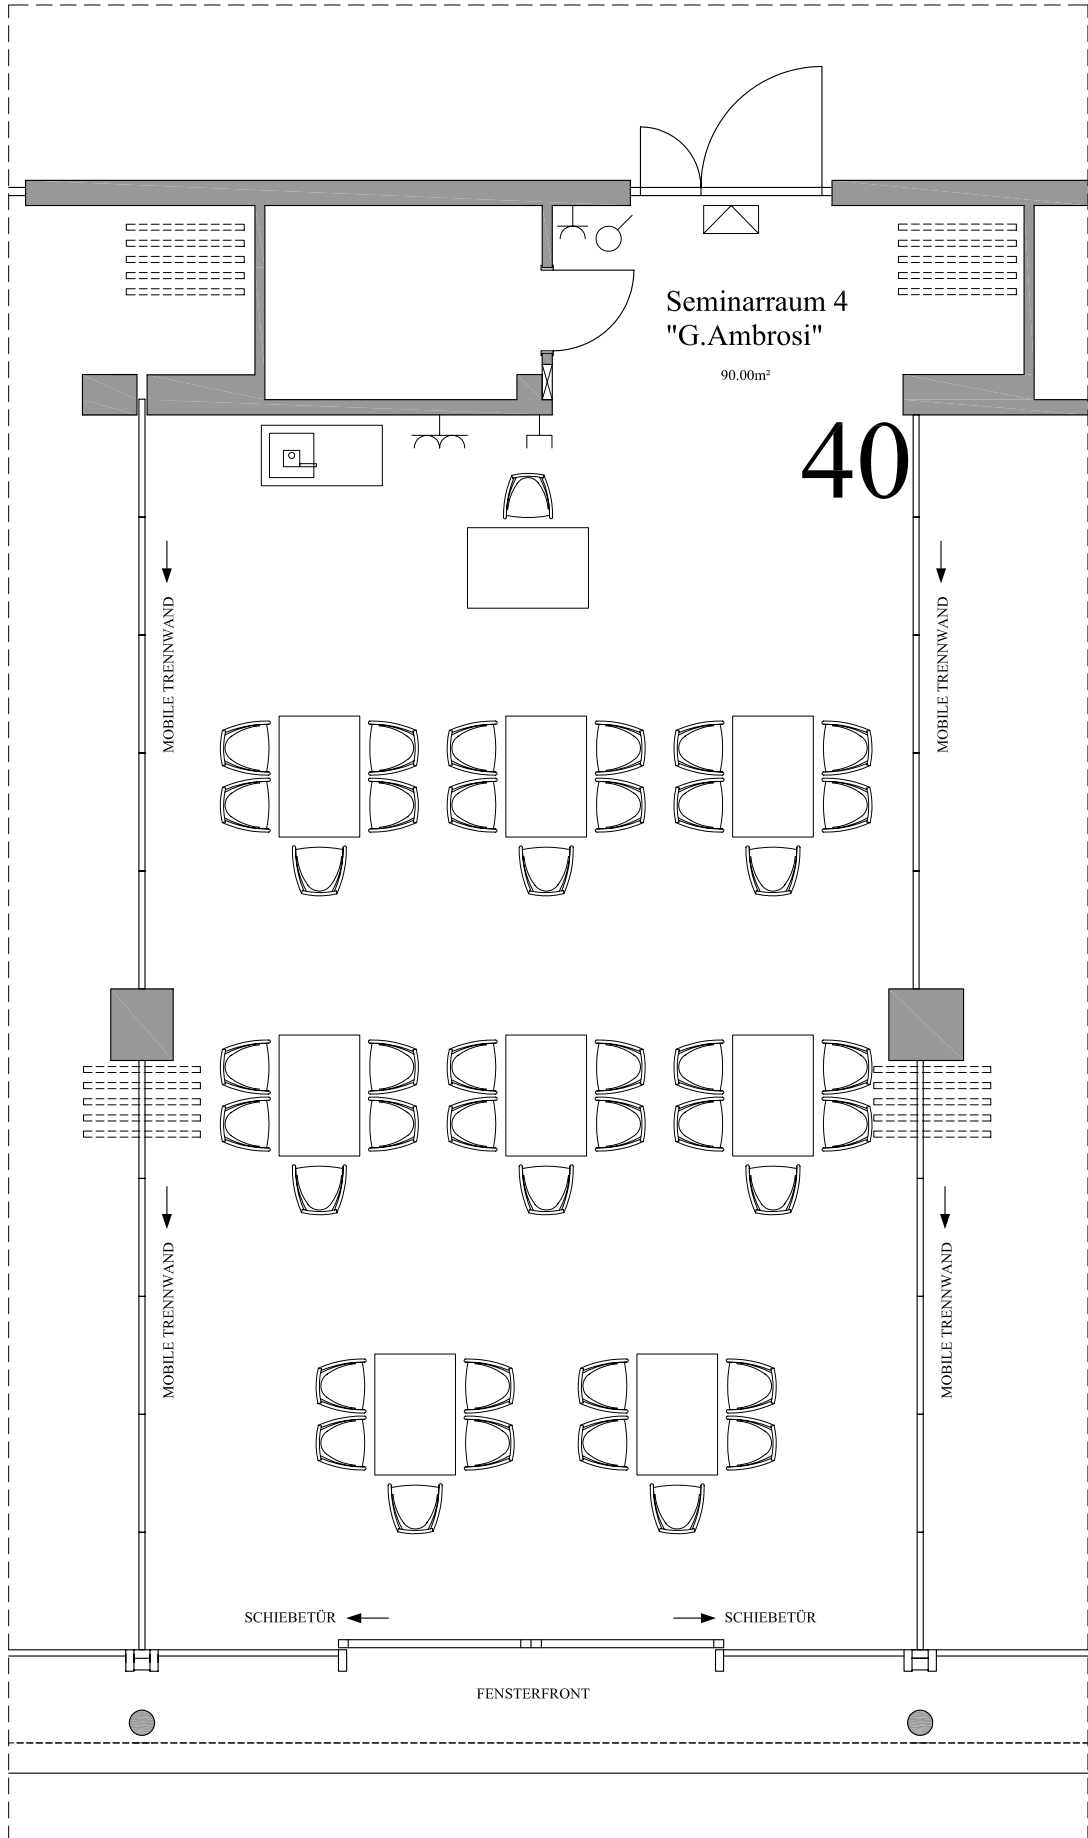 Seminarraum 4
"G.Ambrosi"
90.00m²
40
MOBILE TRENNWAND
MOBILE TRENNWAND
MOBILE TRENNWAND
MOBILE TRENNWAND
SCHIEBETÜR
SCHIEBETÜR
FENSTERFRONT